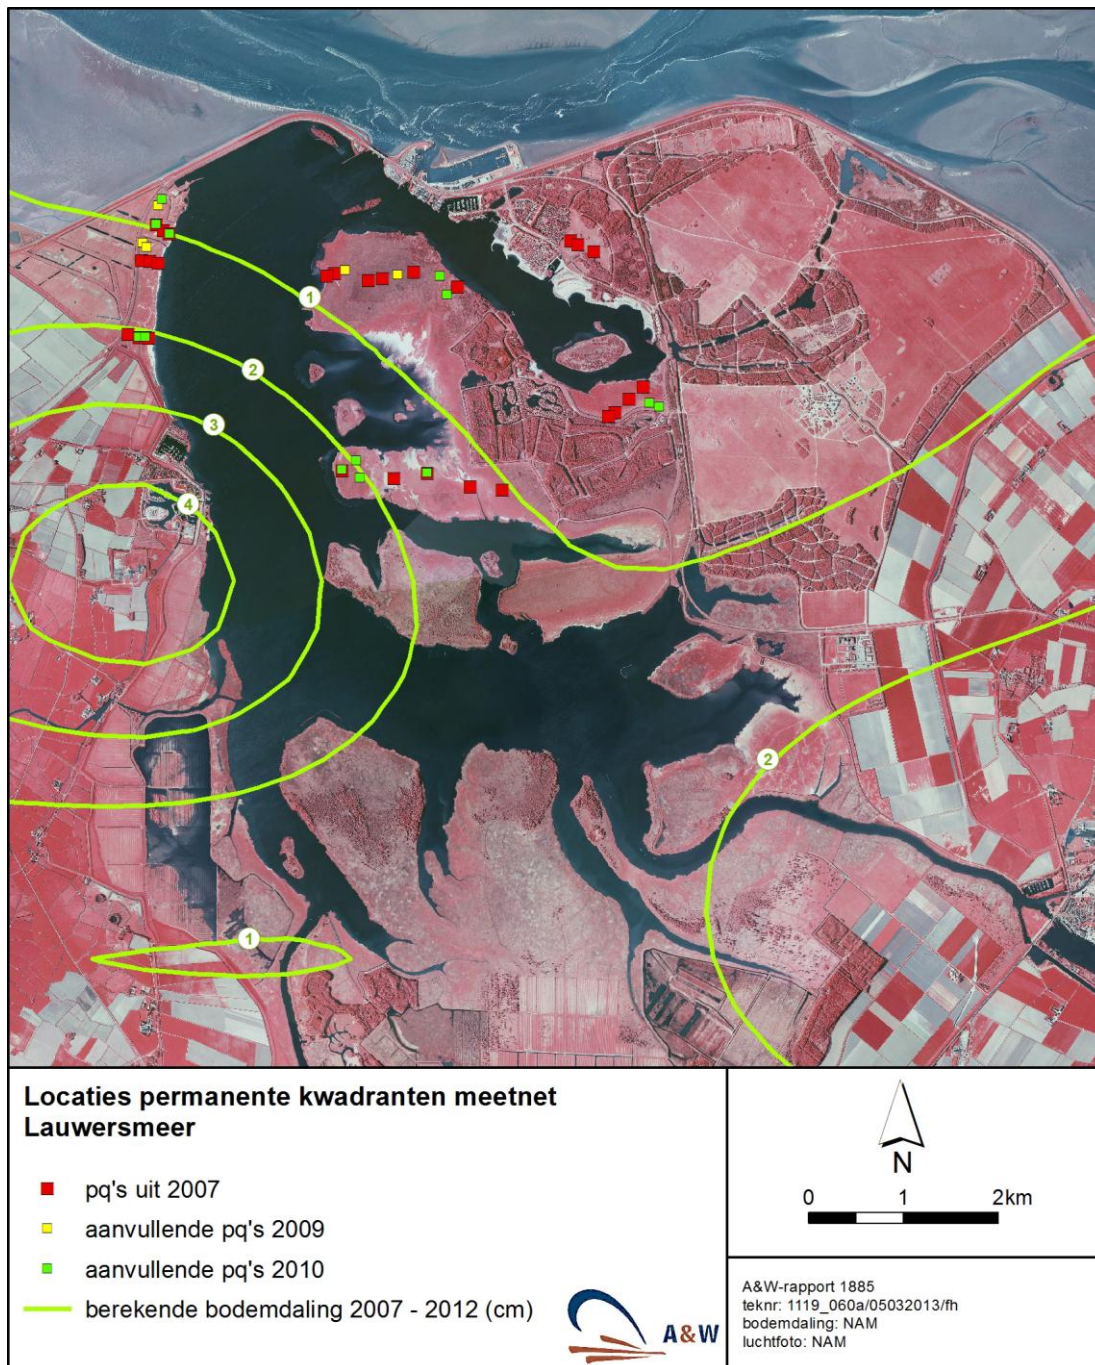 1
2
3
4
2
1
Locaties permanente kwadranten meetnet
Lauwersmeer
pq's uit 2007
aanvullende pq's 2009
aanvullende pq's 2010
berekende bodemdaling 2007 - 2012 (cm)
A&W
N
0 1 2km
A&W-rapport 1885
teknr: 1119_060a/05032013/fh
bodemdaling: NAM
luchtfoto: NAM